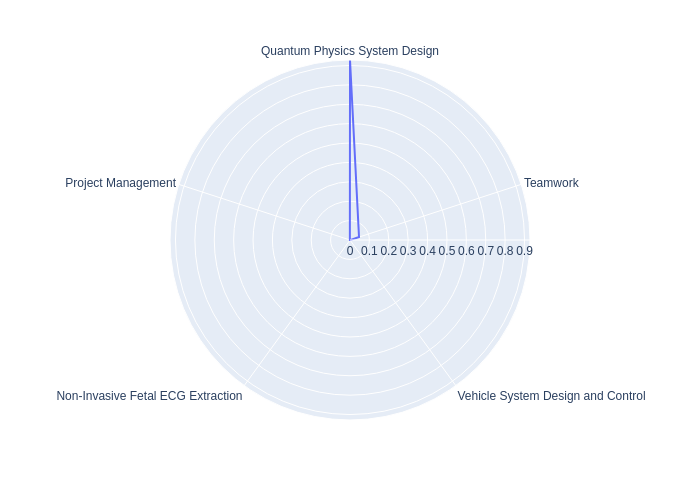 Quantum Physics System Design
Project Management
Teamwork
0 0.1 0.2 0.3 0.4 0.5 0.6 0.7 0.8 0.9
Non-Invasive Fetal ECG Extraction
Vehicle System Design and Control